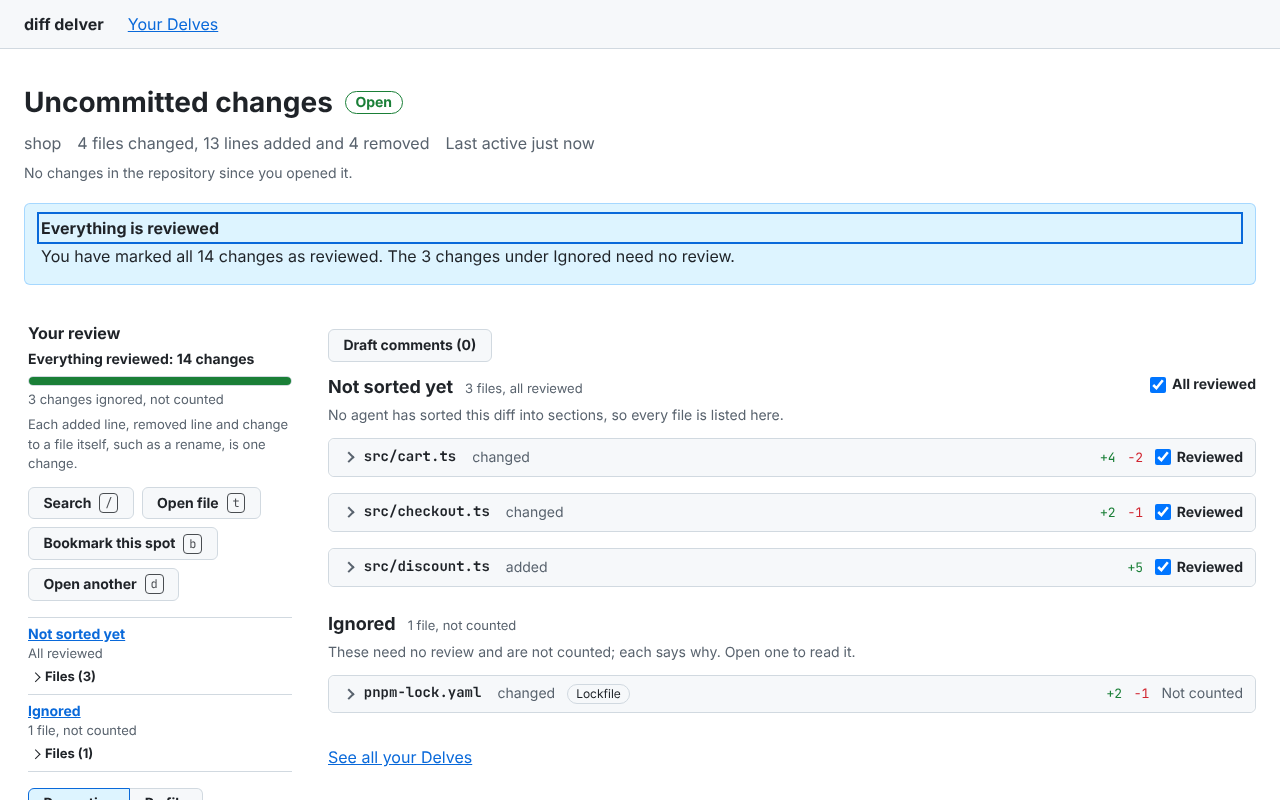 diff delver Your Delves
Uncommitted changes Open
shop 4 files changed, 13 lines added and 4 removed Last active just now
No changes in the repository since you opened it.
Everything is reviewed
You have marked all 14 changes as reviewed. The 3 changes under Ignored need no review.
Your review
Everything reviewed: 14 changes
3 changes ignored, not counted
Each added line, removed line and change
to a file itself, such as a rename, is one
change.
Search /
Open file t
Bookmark this spot b
Open another d
Not sorted yet
All reviewed
Files (3)
Ignored
1 file, not counted
Files (1)
Draft comments (0)
Not sorted yet 3 files, all reviewed All reviewed
No agent has sorted this diff into sections, so every file is listed here.
src/cart.ts changed +4 -2 Reviewed
src/checkout.ts changed +2 -1 Reviewed
src/discount.ts added +5 Reviewed
Ignored 1 file, not counted
These need no review and are not counted; each says why. Open one to read it.
pnpm-lock.yaml changed Lockfile +2 -1 Not counted
See all your Delves